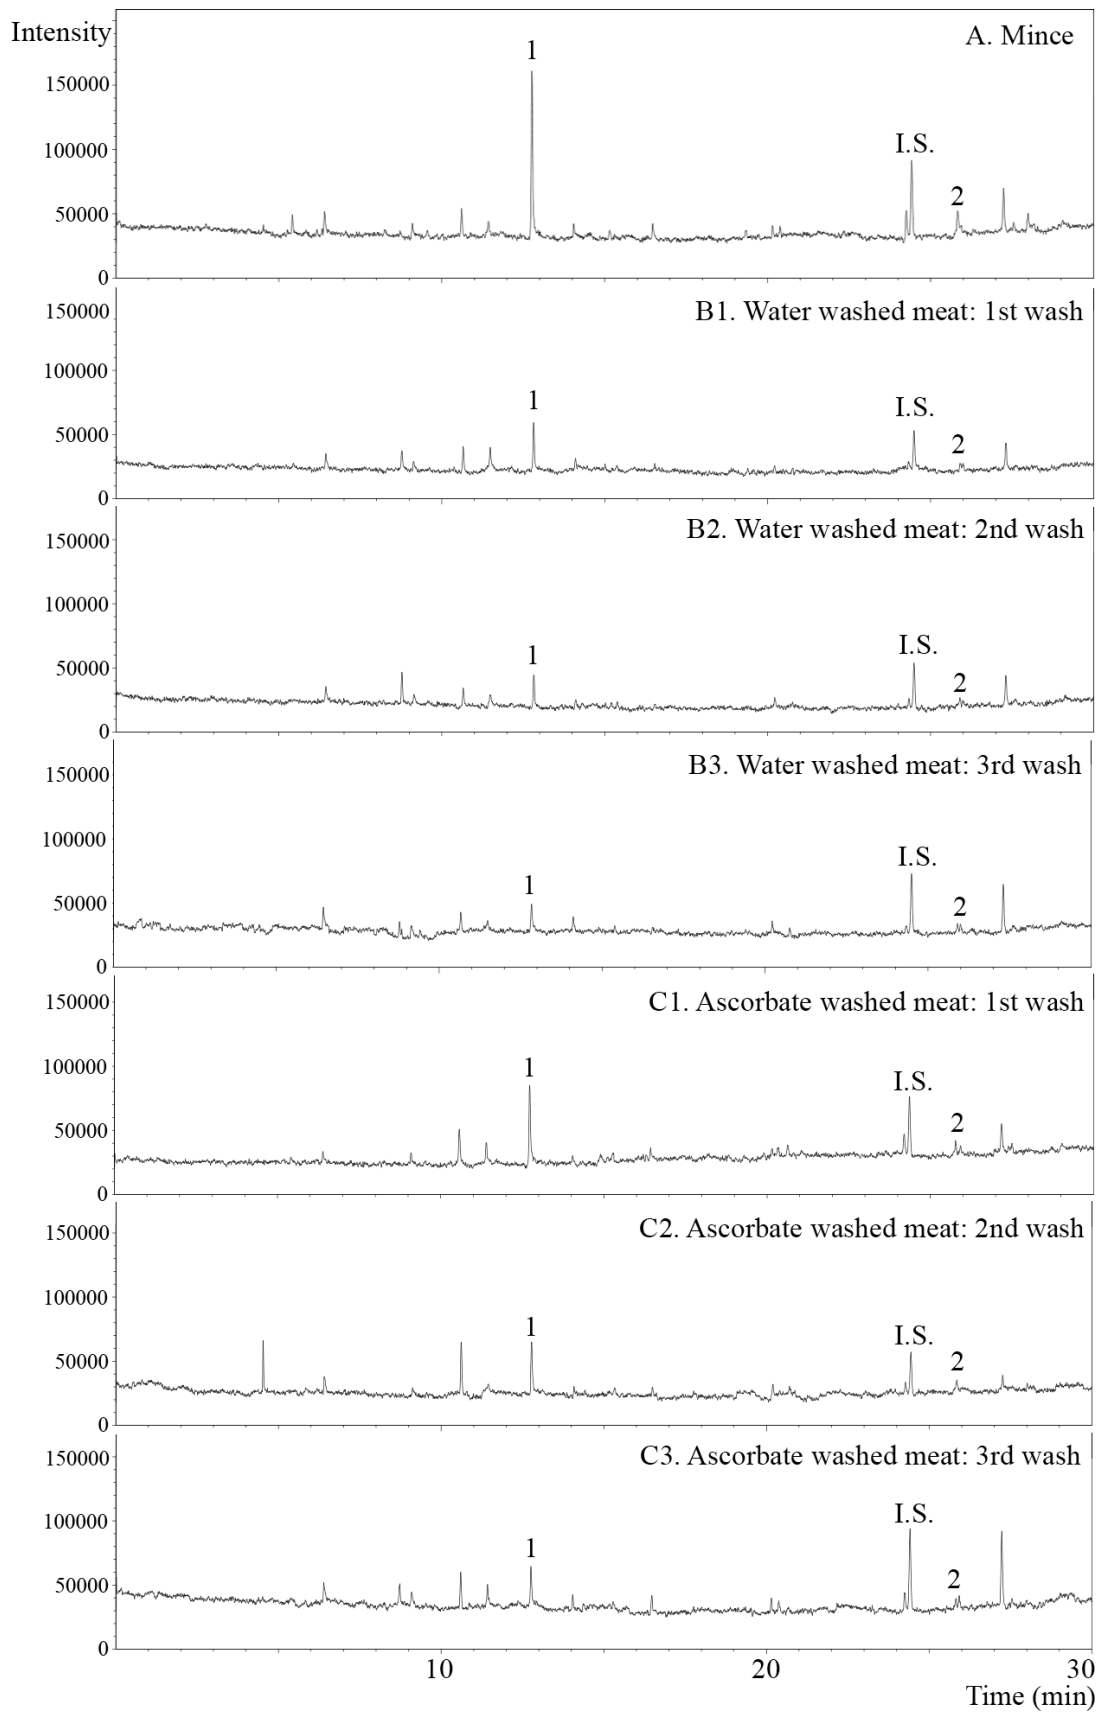 Intensity
A. Mince
1
150000
I.S.
100000
2
50000
0
B1. Water washed meat: 1st wash
150000
100000
1
I.S.
50000
2
0
B2. Water washed meat: 2nd wash
150000
100000
1
I.S.
50000
2
0
B3. Water washed meat: 3rd wash
150000
100000
I.S.
1
50000
2
0
C1. Ascorbate washed meat: 1st wash
150000
100000
1
I.S.
50000
2
0
C2. Ascorbate washed meat: 2nd wash
150000
100000
1
I.S.
50000
2
0
C3. Ascorbate washed meat: 3rd wash
150000
100000
I.S.
1
50000
2
0
10 20 30
Time (min)